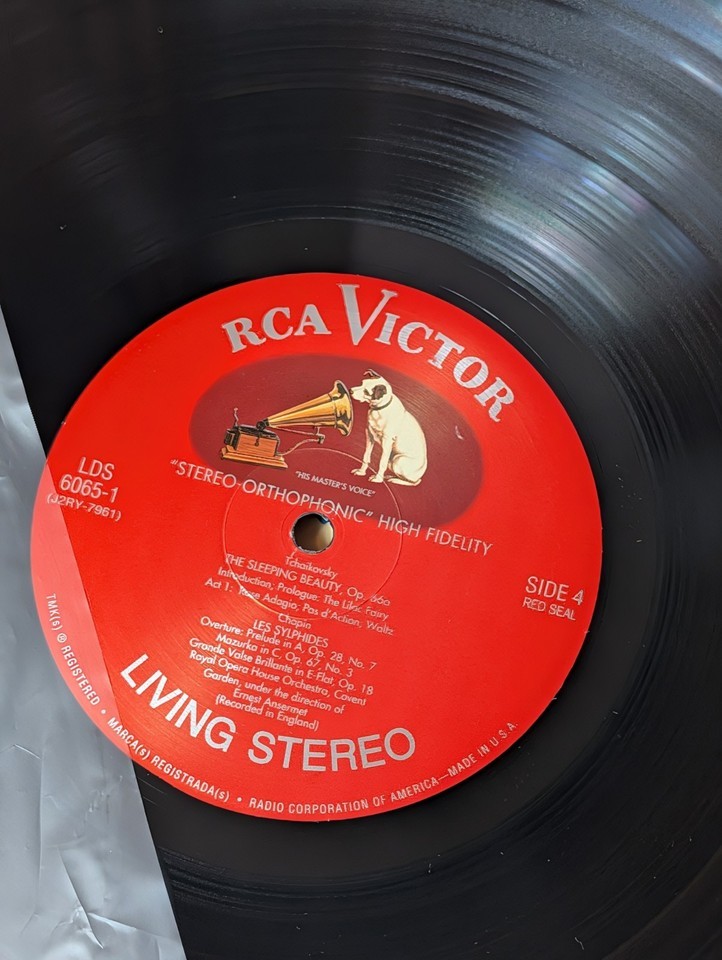 RCA VICTOR
"HIS MASTER'S VOICE"
"STEREO-ORTHOPHONIC" HIGH FIDELITY
LDS
6065-1
(J2RY-7961)
SIDE 4
RED SEAL
Tchaikovsky
THE SLEEPING BEAUTY, Op. 66a
Introduction; Prologue: The Lilac Fairy
Act 1: Rose Adagio; Pas d'Action; Waltz
Chopin
LES SYLPHIDES
Overture: Prelude in A, Op. 28, No. 7
Mazurka in C, Op. 67, No. 3
Grande Valse Brillante in E-Flat, Op. 18
Royal Opera House Orchestra, Covent
Garden, under the direction of
Ernest Ansermet
(Recorded in England)
LIVING STEREO
TMK(s) ® REGISTERED • MARCA(s) REGISTRADA(s) • RADIO CORPORATION OF AMERICA—MADE IN U.S.A.